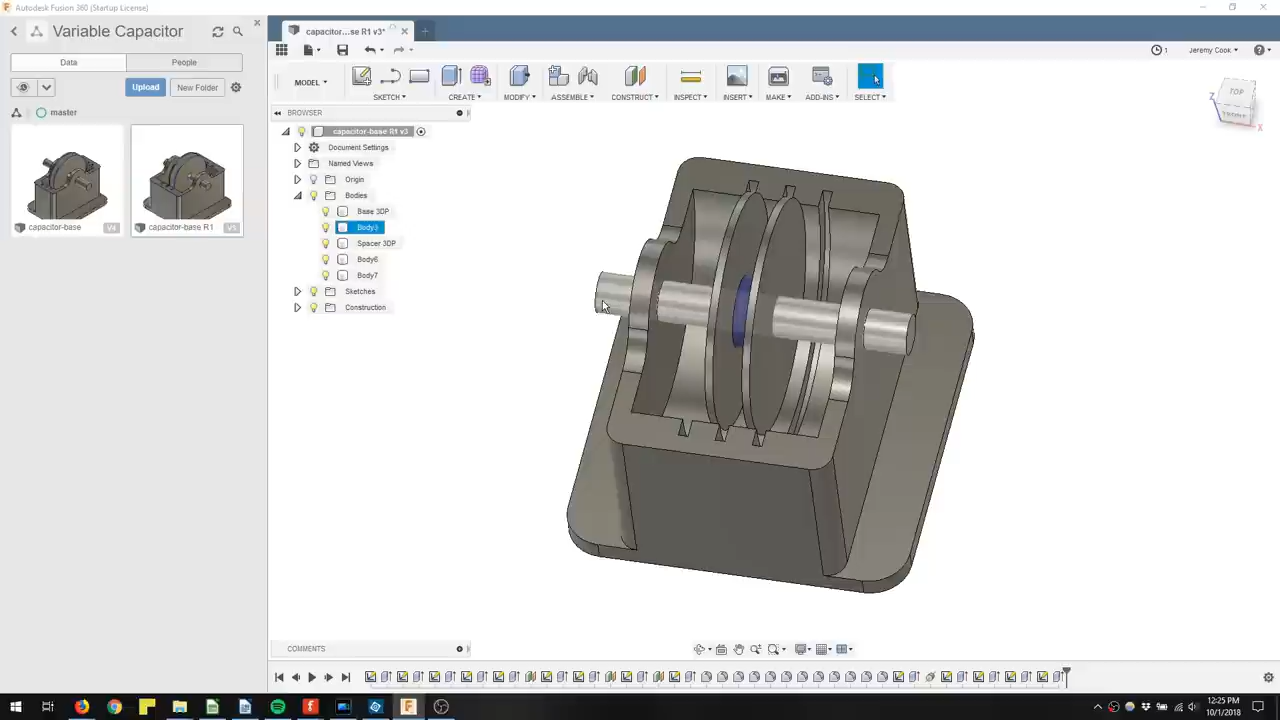 Autodesk Fusion 360 (Startup License)
Variable Capacitor
Data
People
Upload
New Folder
master
capacitor-base
V4
capacitor-base R1
capacitor...se R1 v3*
1
Jeremy Cook
MODEL
SKETCH
CREATE
MODIFY
ASSEMBLE
CONSTRUCT
INSPECT
INSERT
MAKE
ADD-INS
SELECT
TOP
FRONT
Z
X
BROWSER
capacitor-base R1 v3
Document Settings
Named Views
Origin
Bodies
Base 3DP
Body3
Spacer 3DP
Body6
Body7
Sketches
Construction
COMMENTS
12:25 PM
10/1/2018